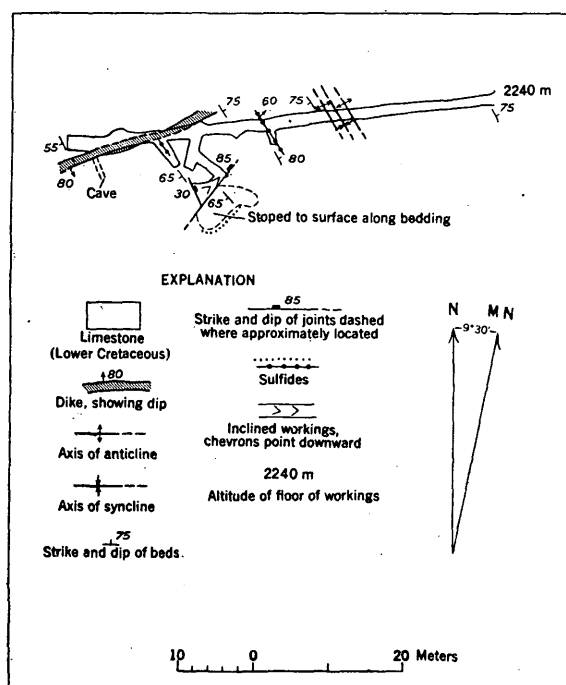 75
60
75
2240 m
75
55
80
85
80
65
30
65
Cave
Stoped to surface along bedding
EXPLANATION
Limestone
(Lower Cretaceous)
80
Dike, showing dip
Axis of anticline
Axis of syncline
75
Strike and dip of beds.
85
Strike and dip of joints dashed
where approximately located
Sulfides
Inclined workings,
chevrons point downward
2240 m
Altitude of floor of workings
N M N
9°30'
10 0 20 Meters